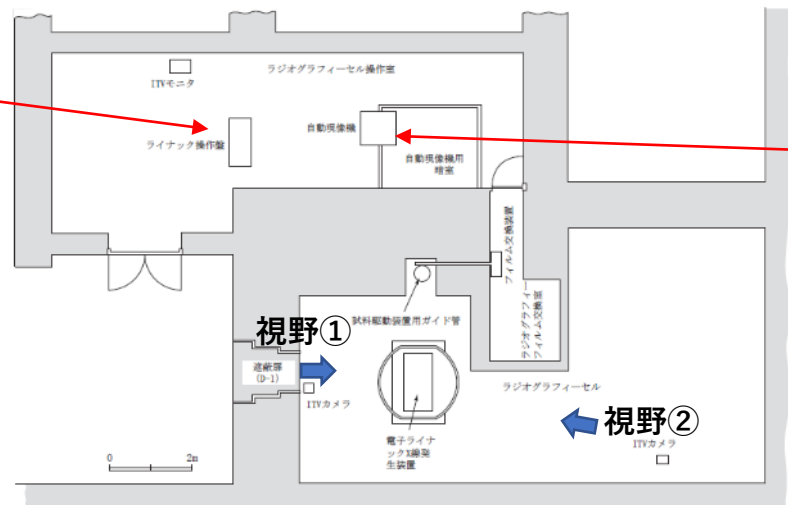 ラジオグラフィーセル操作室
ITVモニタ
ライナック操作盤
自動現像機
自動現像機用
暗室
フィルム交換装置
ラジオグラフィー
フィルム交換室
試料駆動装置用ガイド管
視野①
遮蔽扉
(D-1)
ITVカメラ
ラジオグラフィーセル
視野②
ITVカメラ
電子ライナ
ックX線発
生装置
0 2m